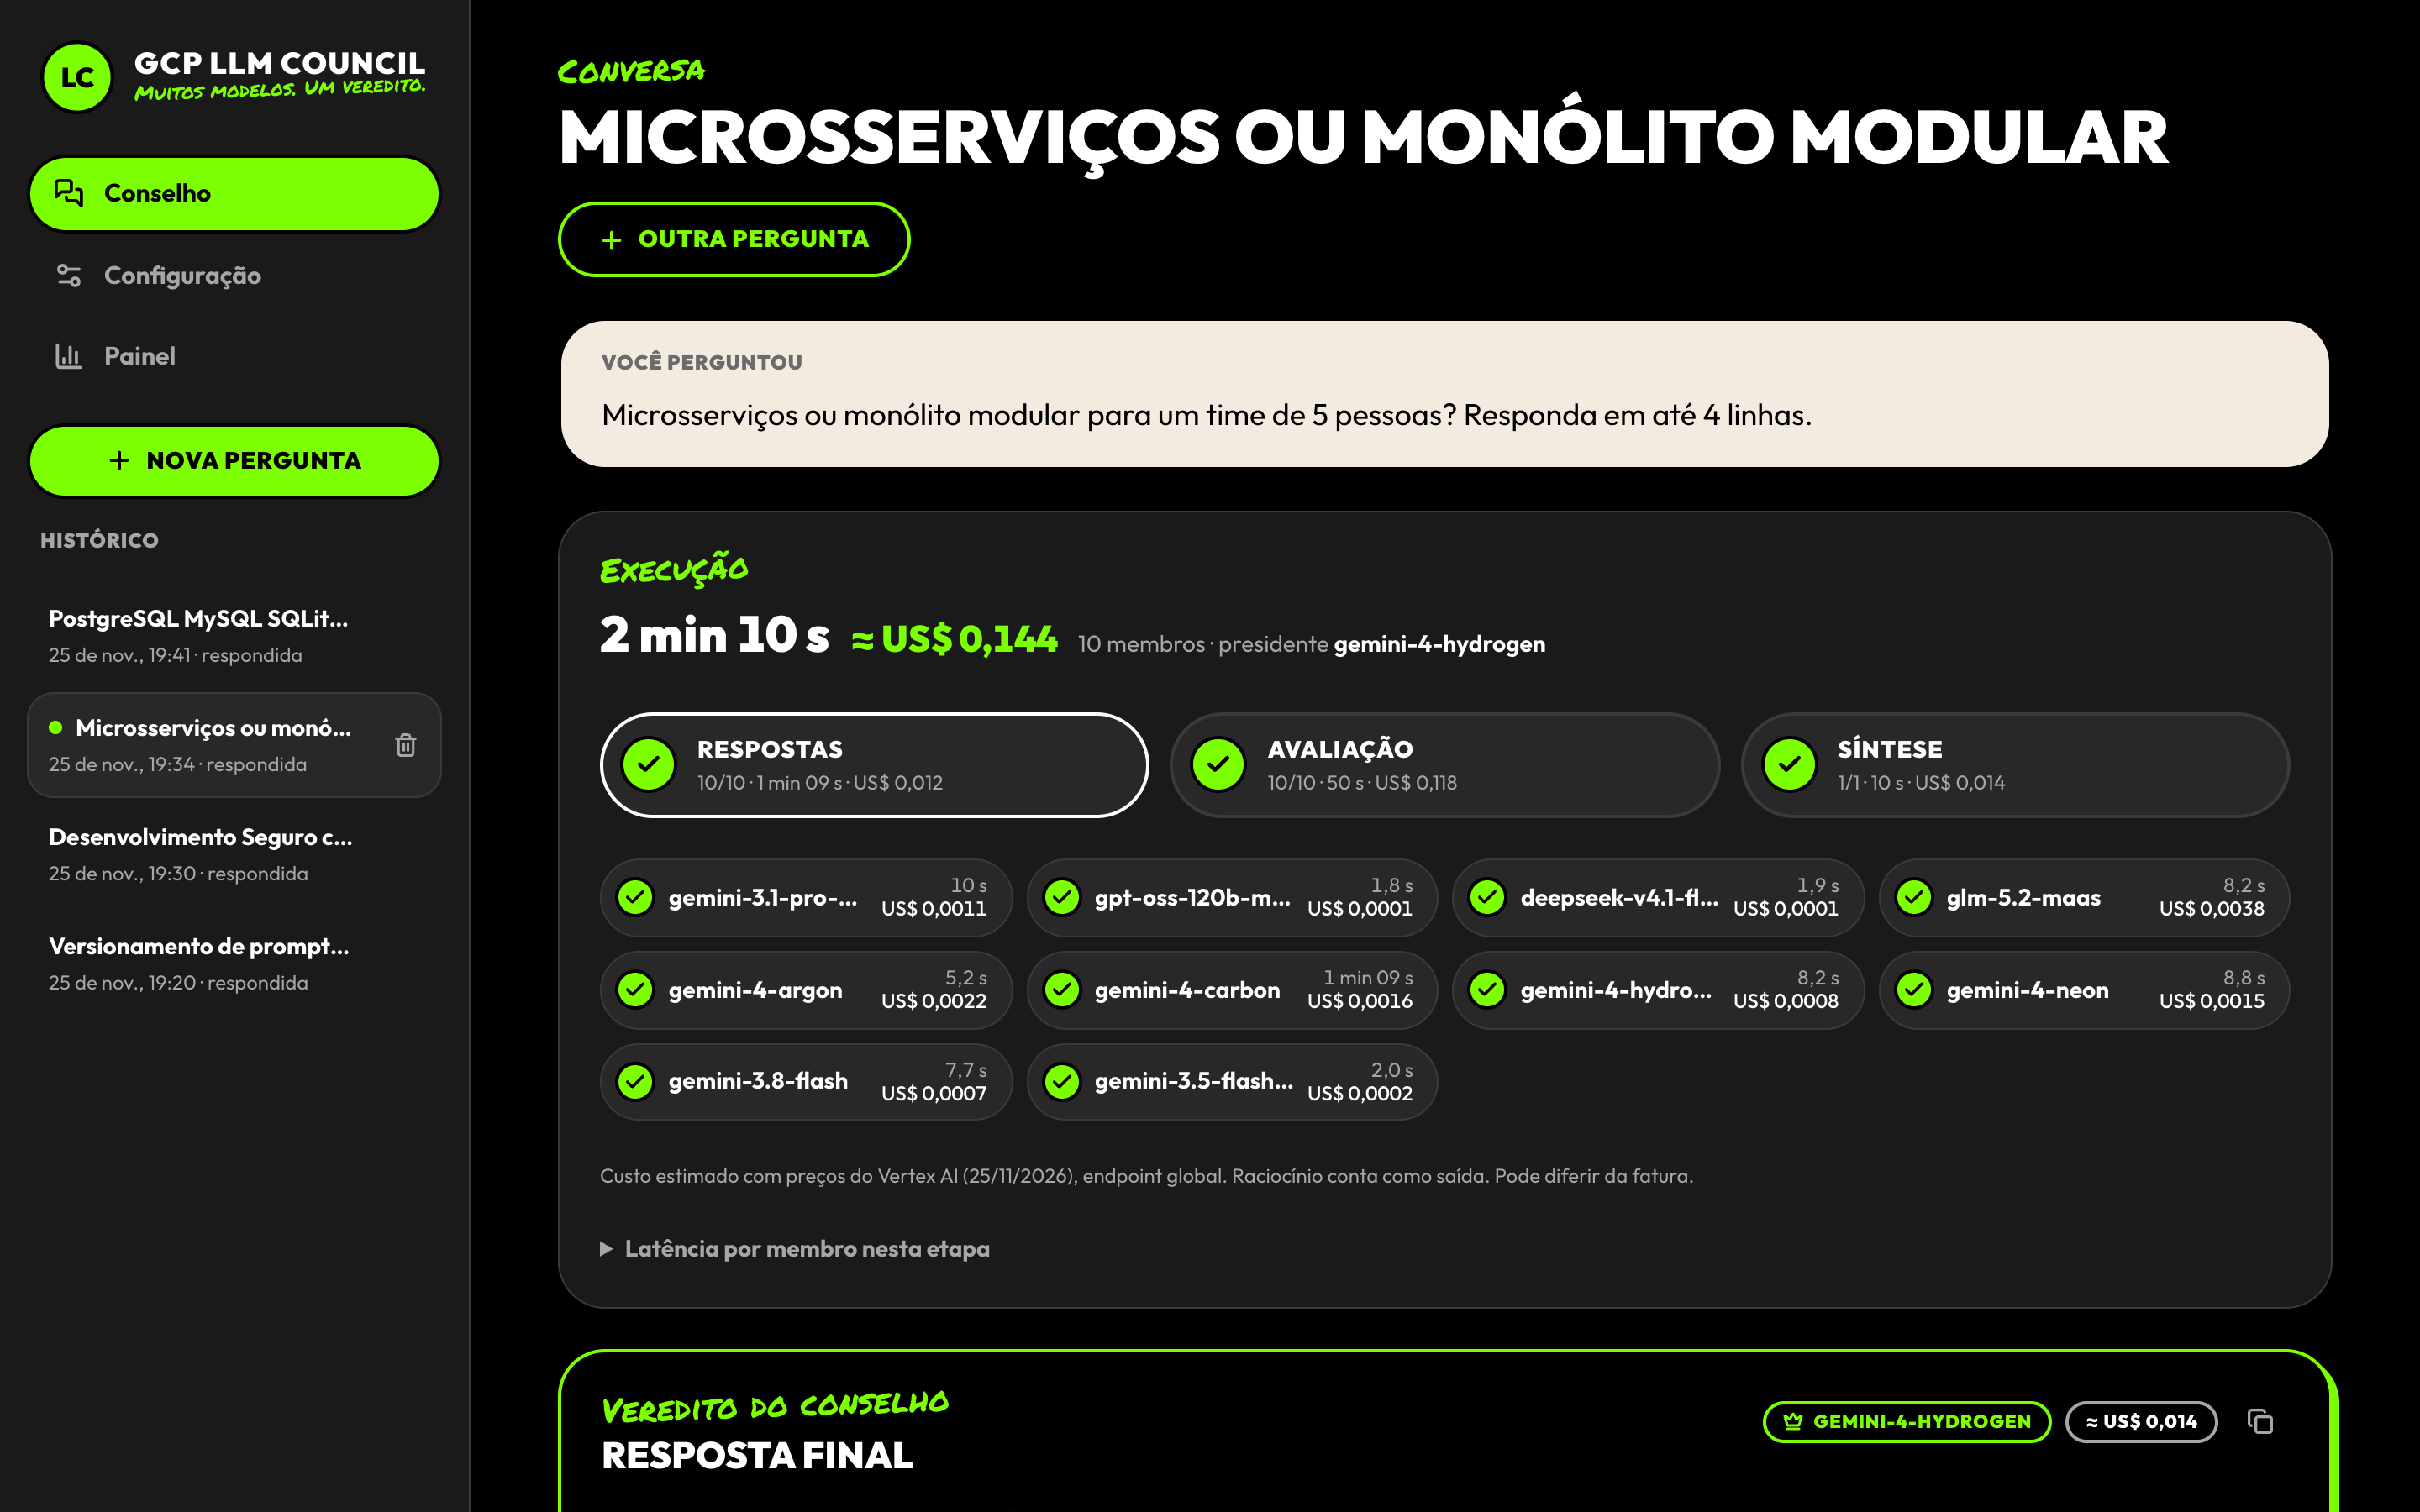 LC
GCP LLM COUNCIL
Muitos modelos. Um veredito.
Conselho
Configuração
Painel
+ NOVA PERGUNTA
HISTÓRICO
PostgreSQL MySQL SQLit...
25 de nov., 19:41 · respondida
Microsserviços ou monó...
25 de nov., 19:34 · respondida
Desenvolvimento Seguro c...
25 de nov., 19:30 · respondida
Versionamento de prompt...
25 de nov., 19:20 · respondida
Conversa
MICROSSERVIÇOS OU MONÓLITO MODULAR
+ OUTRA PERGUNTA
VOCÊ PERGUNTOU
Microsserviços ou monólito modular para um time de 5 pessoas? Responda em até 4 linhas.
Execução
2 min 10 s ≈ US$ 0,144 10 membros · presidente gemini-4-hydrogen
RESPOSTAS
10/10 · 1 min 09 s · US$ 0,012
AVALIAÇÃO
10/10 · 50 s · US$ 0,118
SÍNTESE
1/1 · 10 s · US$ 0,014
gemini-3.1-pro-... 10 s
US$ 0,0011
gpt-oss-120b-m... 1,8 s
US$ 0,0001
deepseek-v4.1-fl... 1,9 s
US$ 0,0001
glm-5.2-maas 8,2 s
US$ 0,0038
gemini-4-argon 5,2 s
US$ 0,0022
gemini-4-carbon 1 min 09 s
US$ 0,0016
gemini-4-hydro... 8,2 s
US$ 0,0008
gemini-4-neon 8,8 s
US$ 0,0015
gemini-3.8-flash 7,7 s
US$ 0,0007
gemini-3.5-flash... 2,0 s
US$ 0,0002
Custo estimado com preços do Vertex AI (25/11/2026), endpoint global. Raciocínio conta como saída. Pode diferir da fatura.
Latência por membro nesta etapa
Veredito do conselho
RESPOSTA FINAL
GEMINI-4-HYDROGEN
≈ US$ 0,014